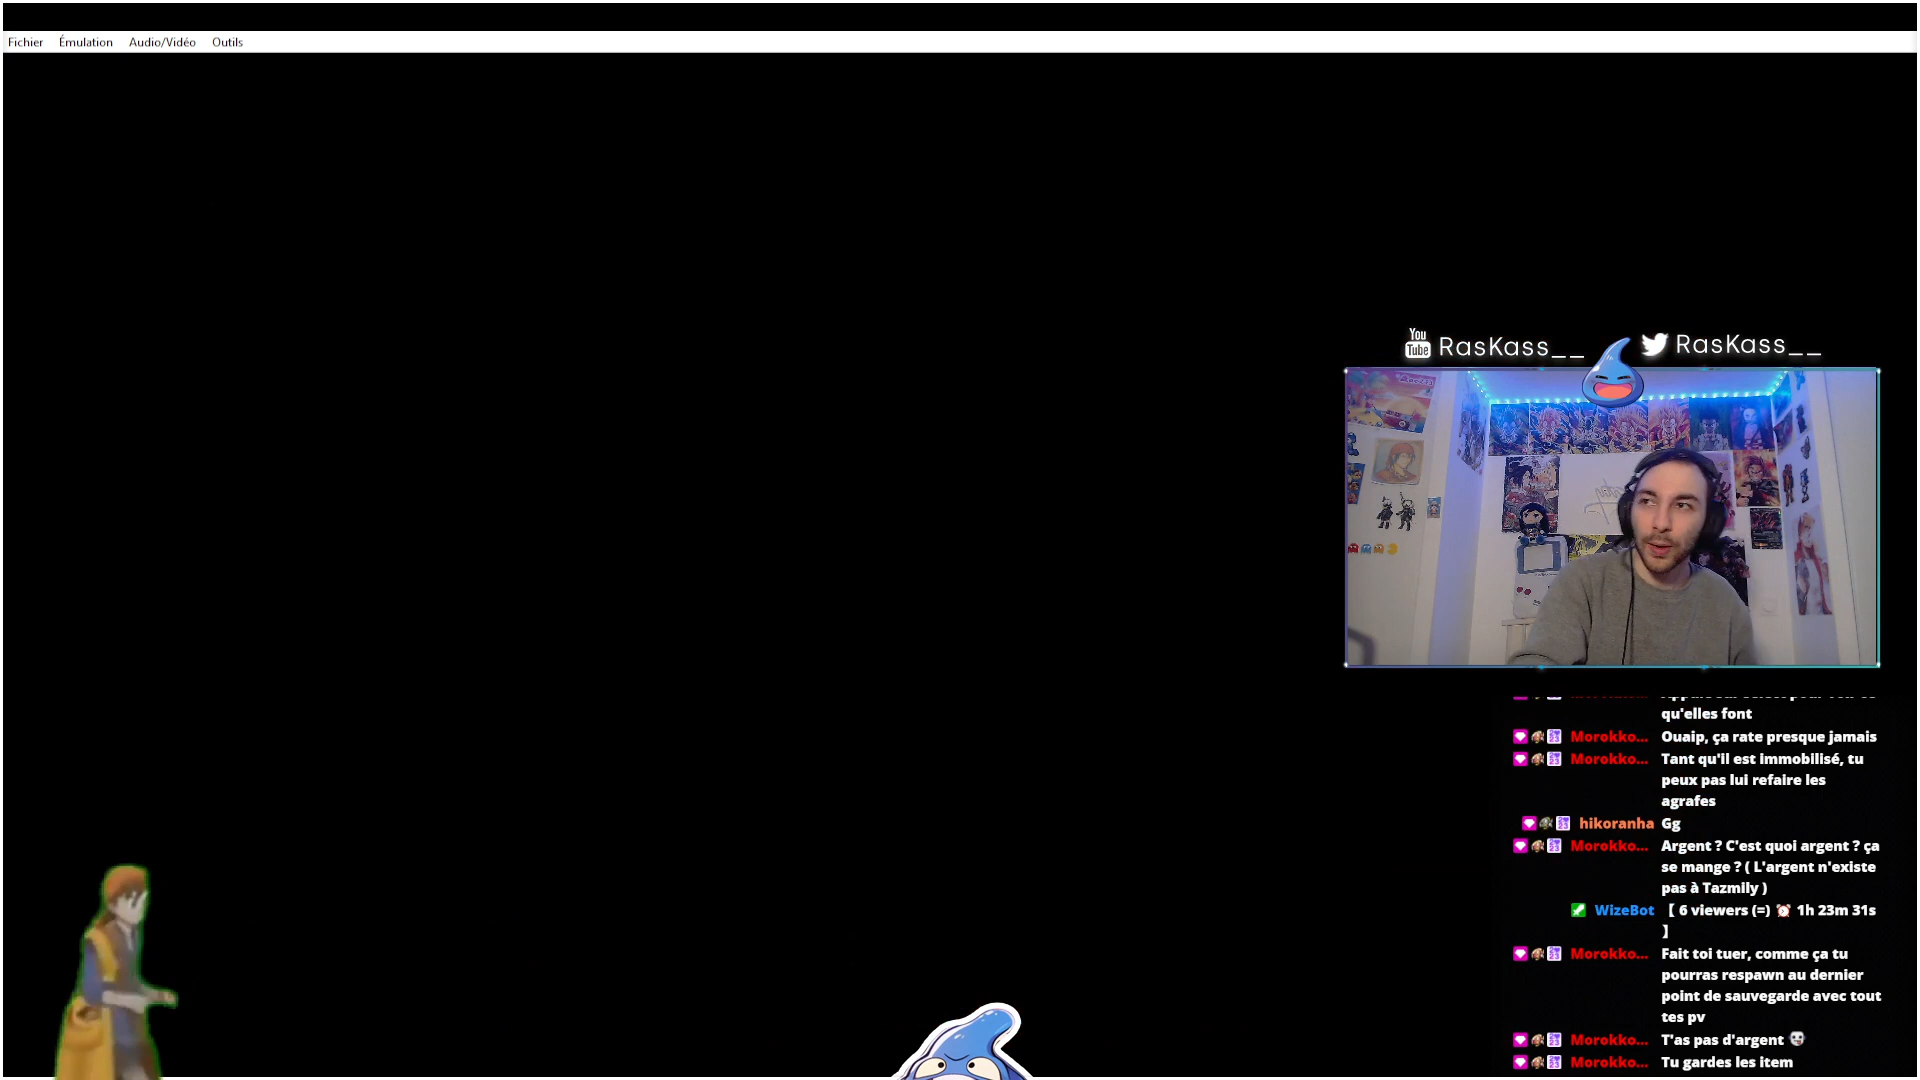 Fichier Émulation Audio/Vidéo Outils
You Tube RasKass__ RasKass__
qu'elles font
Morokko... Ouaip, ça rate presque jamais
Morokko... Tant qu'il est immobilisé, tu
peux pas lui refaire les
agrafes
hikoranha Gg
Morokko... Argent ? C'est quoi argent ? ça
se mange ? ( L'argent n'existe
pas à Tazmily )
WizeBot 【 6 viewers (=) ⏰ 1h 23m 31s
】
Morokko... Fait toi tuer, comme ça tu
pourras respawn au dernier
point de sauvegarde avec tout
tes pv
Morokko... T'as pas d'argent
Morokko... Tu gardes les item